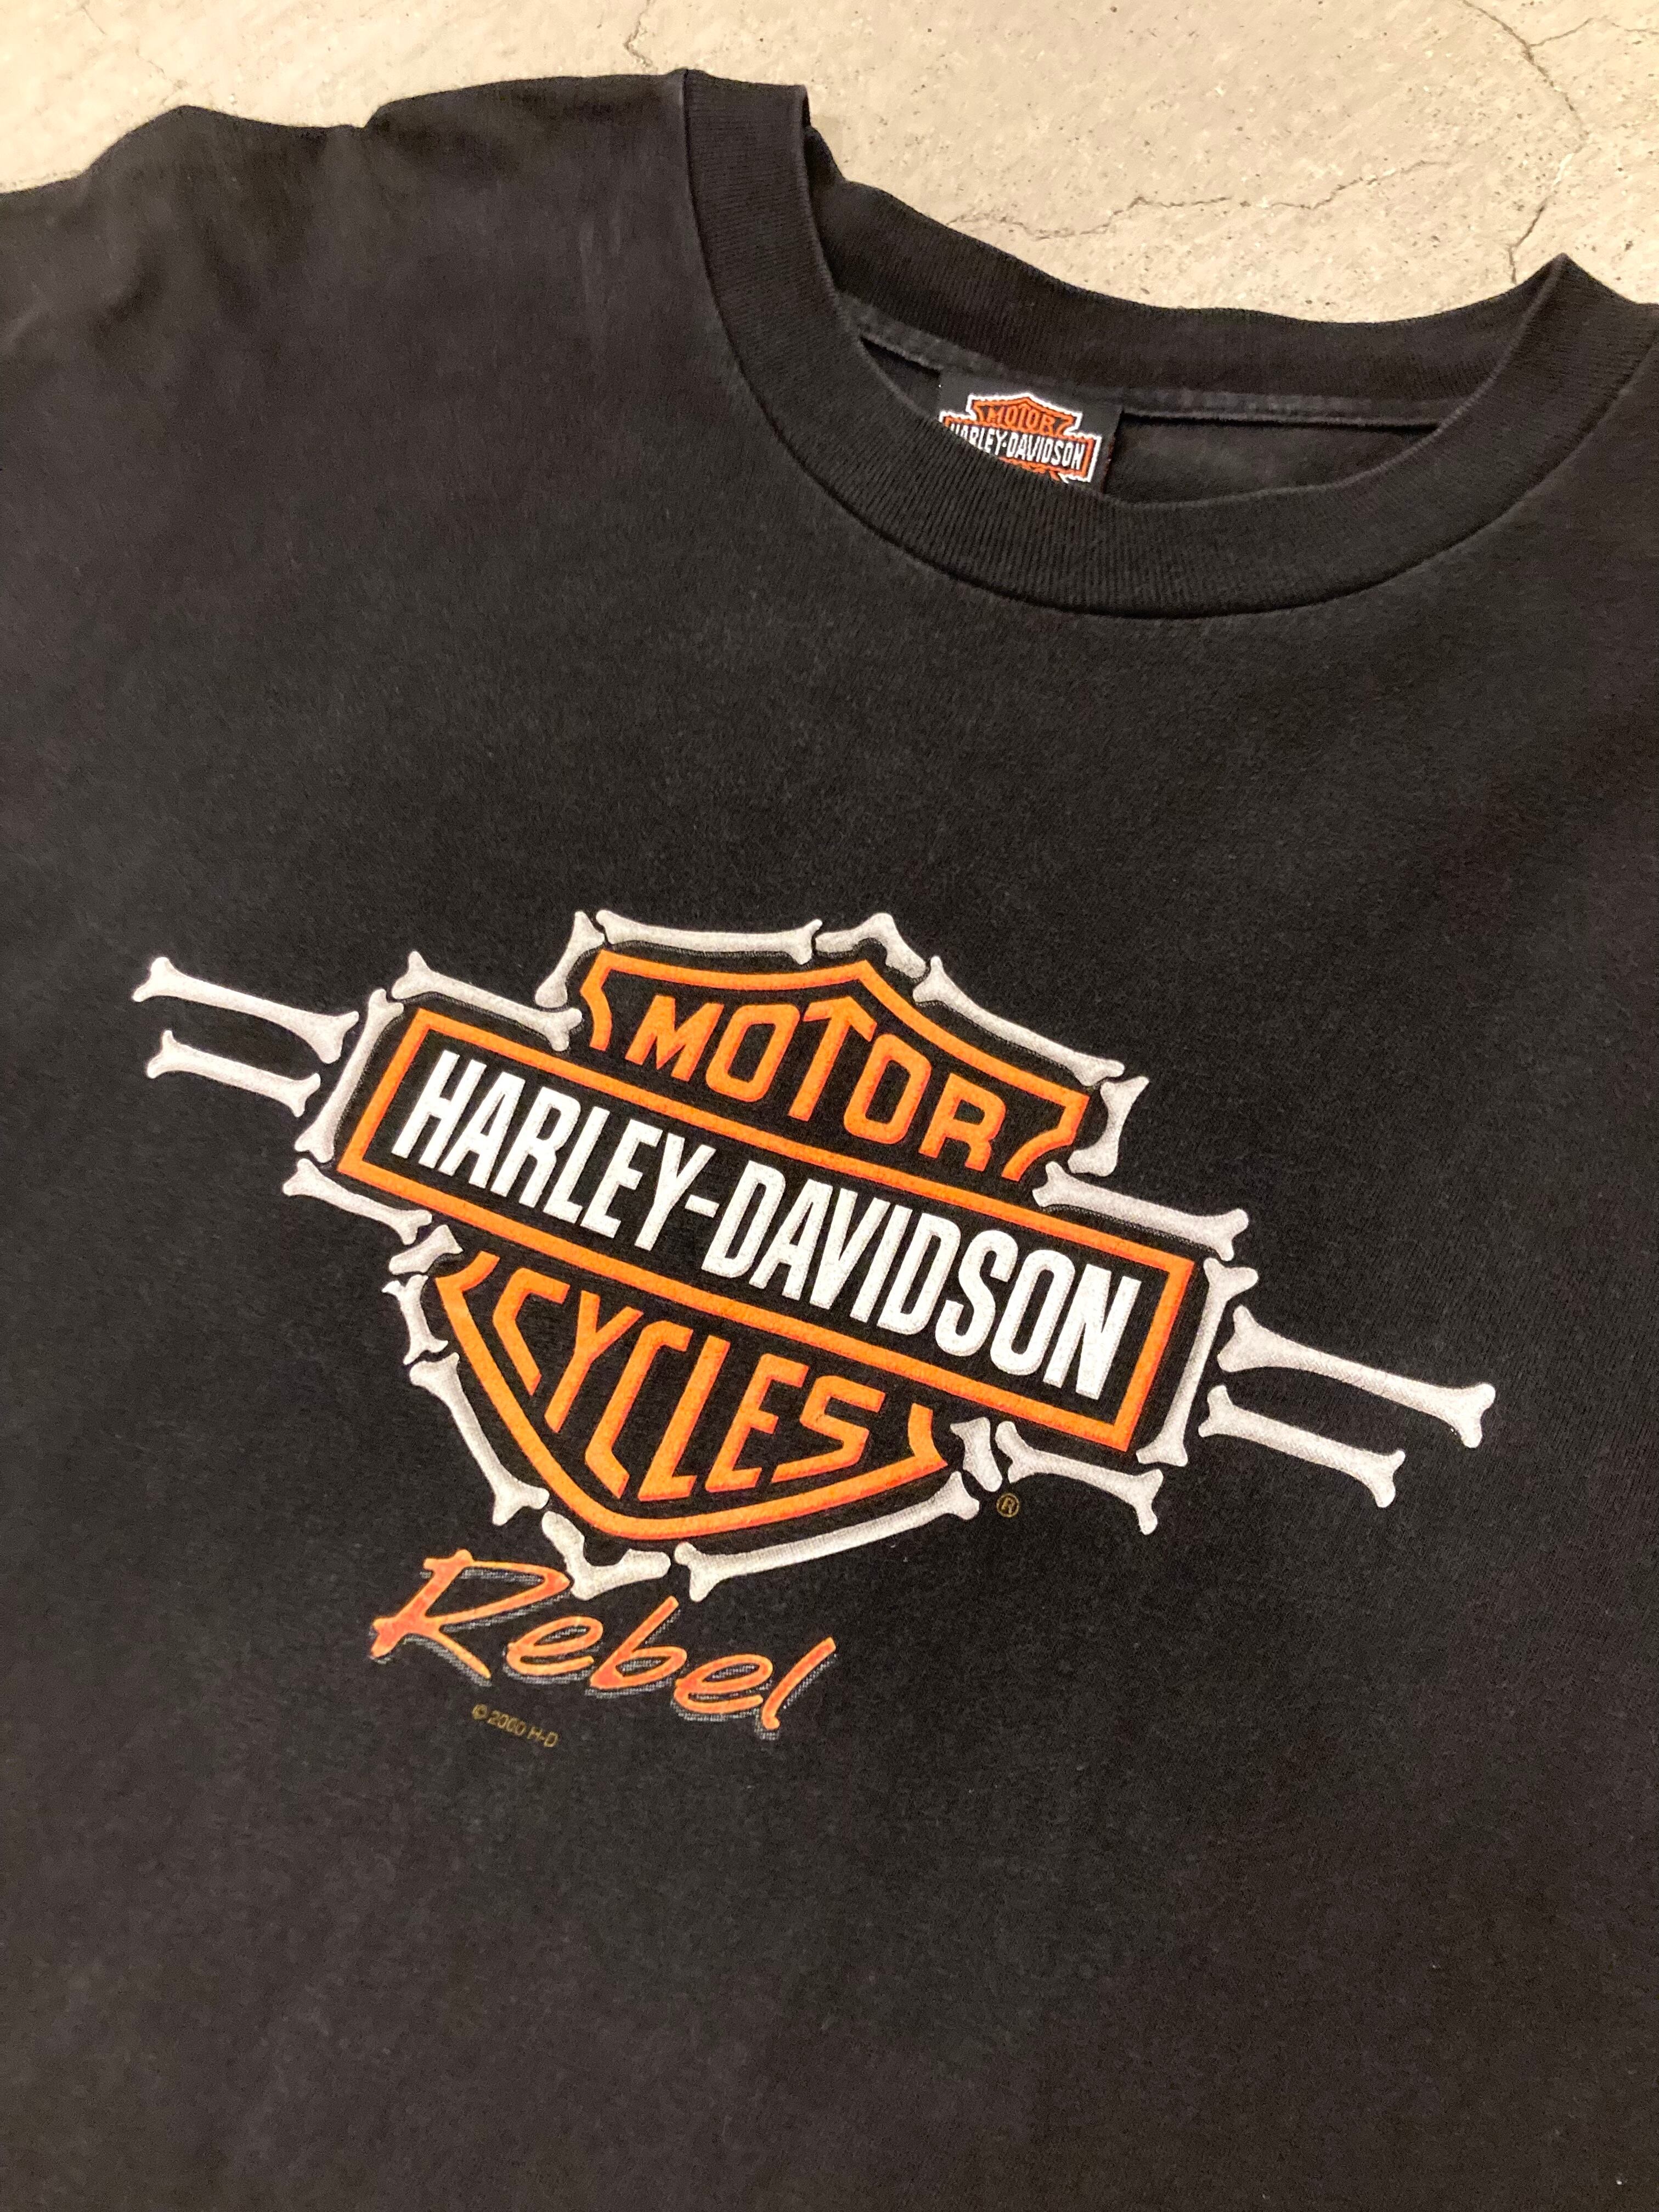 MOTOR
HARLEY-DAVIDSON
MOTOR
HARLEY-DAVIDSON
CYCLES
®
Rebel
© 2000 H-D